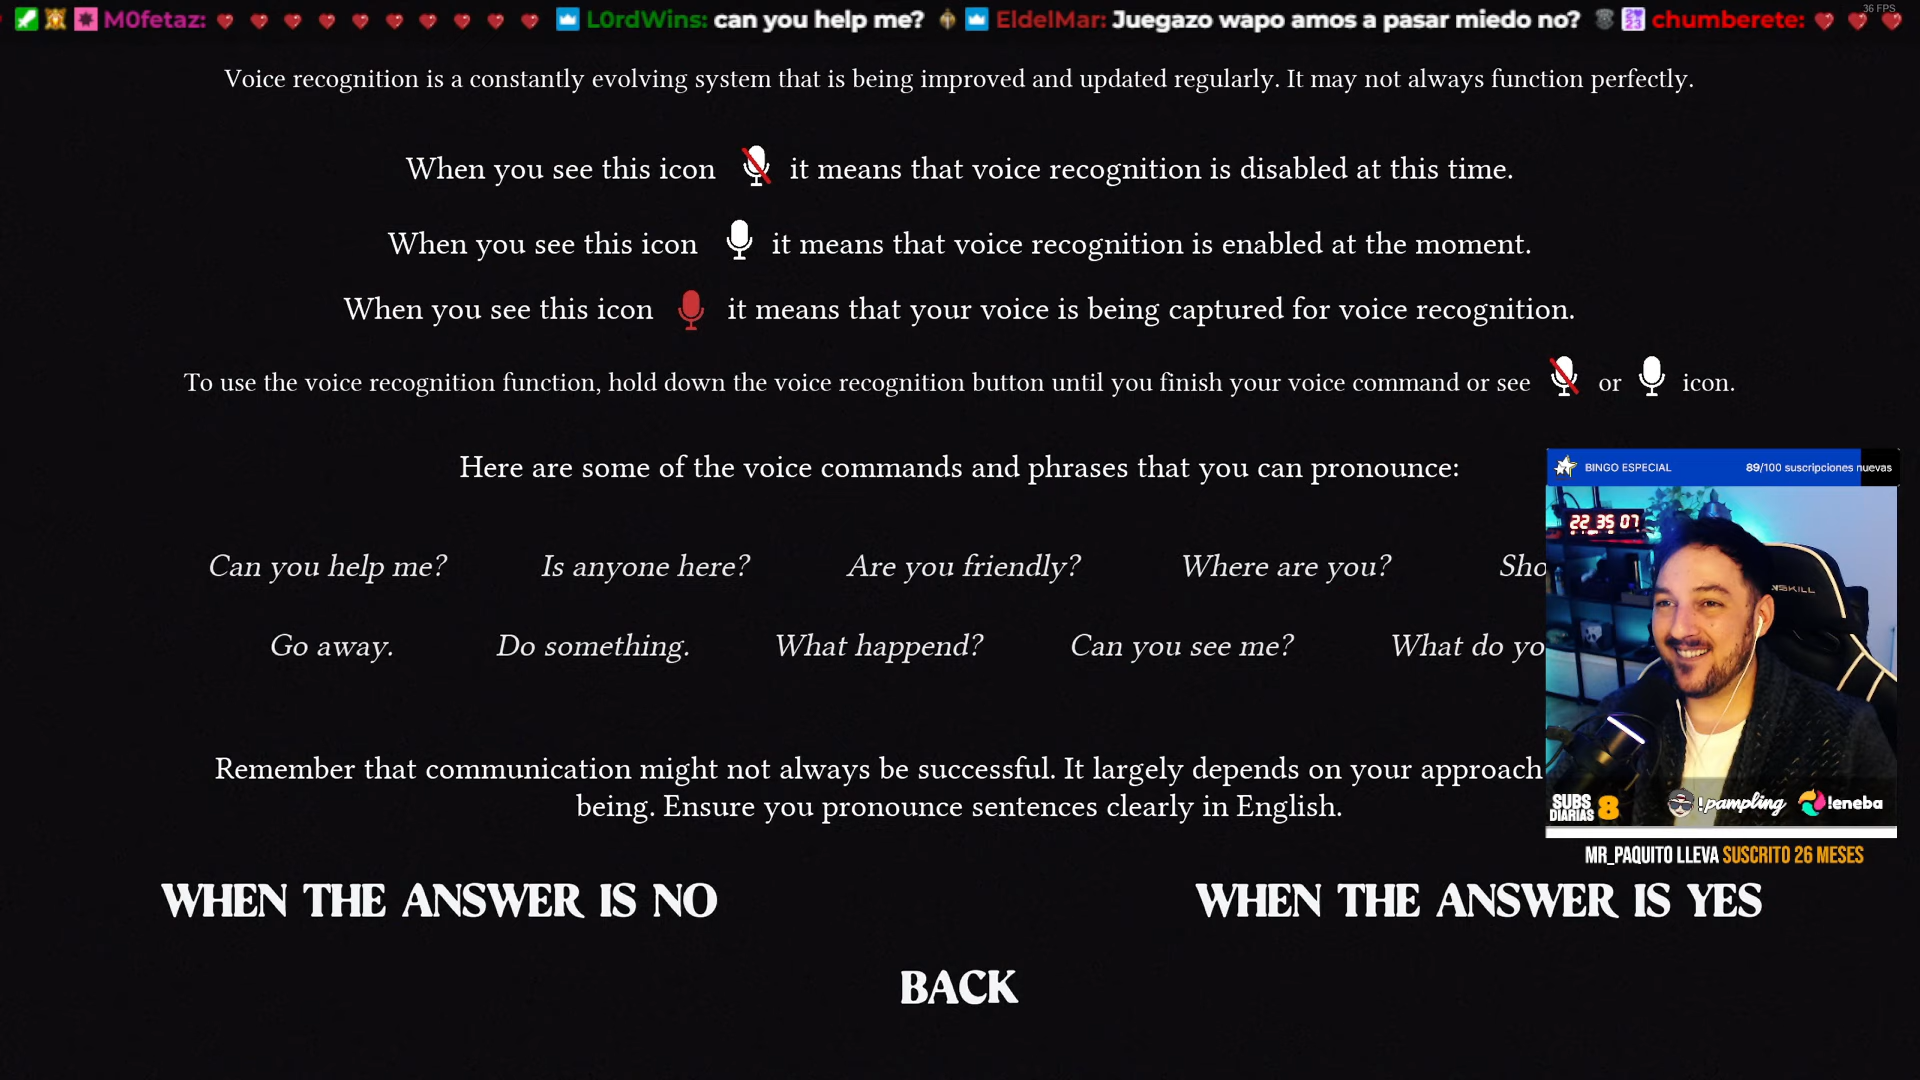 36 FPS
M0fetaz: L0rdWins: can you help me? EldelMar: Juegazo wapo amos a pasar miedo no? chumberete:
Voice recognition is a constantly evolving system that is being improved and updated regularly. It may not always function perfectly.
When you see this icon it means that voice recognition is disabled at this time.
When you see this icon it means that voice recognition is enabled at the moment.
When you see this icon it means that your voice is being captured for voice recognition.
To use the voice recognition function, hold down the voice recognition button until you finish your voice command or see or icon.
Here are some of the voice commands and phrases that you can pronounce:
BINGO ESPECIAL 89/100 suscripciones nuevas
22 35 07
Can you help me? Is anyone here? Are you friendly? Where are you? Sho
Go away. Do something. What happend? Can you see me? What do yo
Remember that communication might not always be successful. It largely depends on your approach
being. Ensure you pronounce sentences clearly in English.
SUBS DIARIAS 8 !pampling !eneba
MR_PAQUITO LLEVA SUSCRITO 26 MESES
WHEN THE ANSWER IS NO WHEN THE ANSWER IS YES
BACK